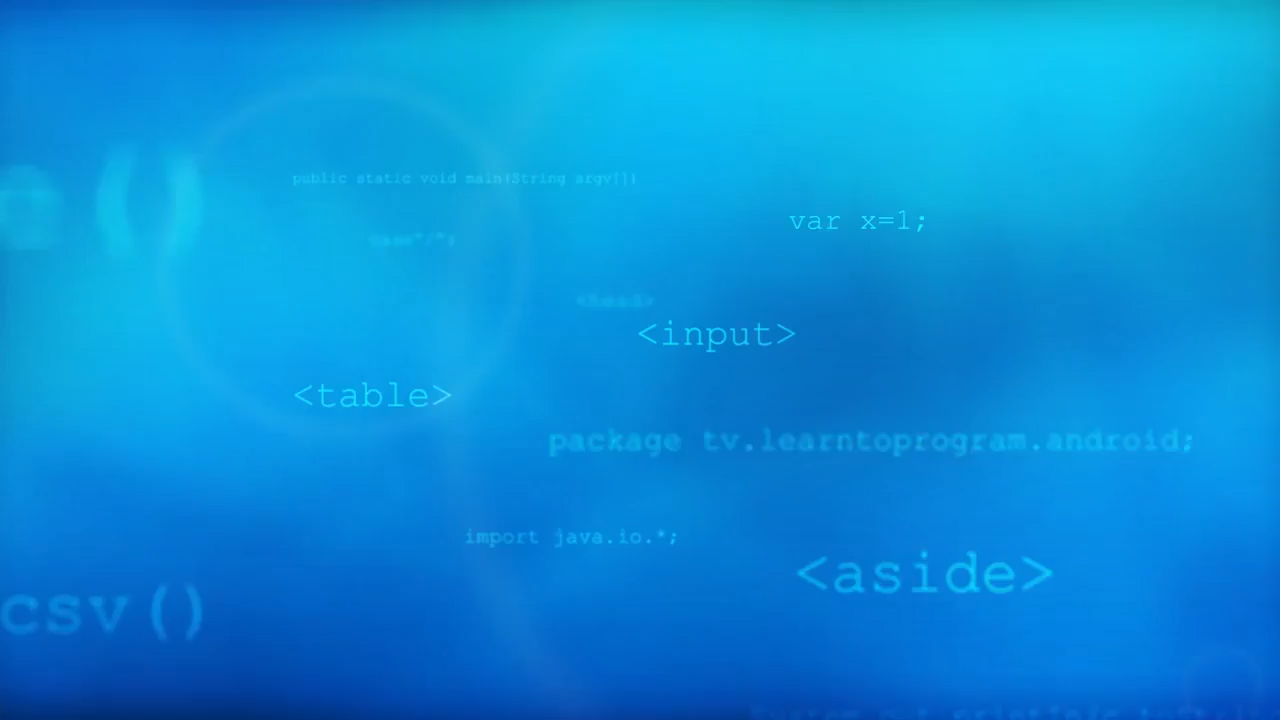 ()
public static void main(String argv[])
var x=1;
<head>
<input>
<table>
package tv.learntoprogram.android;
import java.io.*;
<aside>
csv()